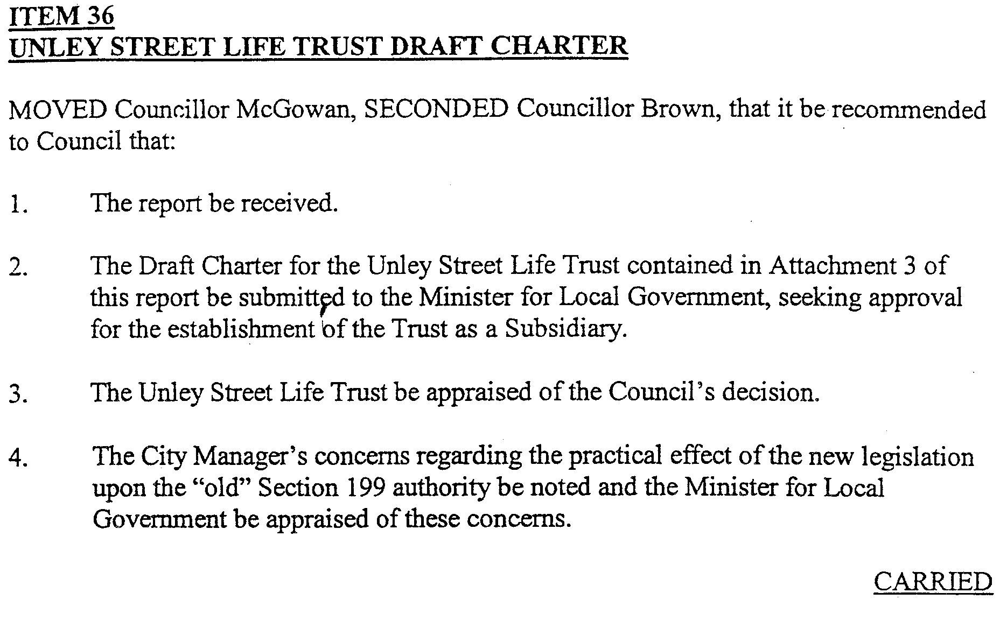 ITEM 36
UNLEY STREET LIFE TRUST DRAFT CHARTER
MOVED Councillor McGowan, SECONDED Councillor Brown, that it be recommended
to Council that:
1. The report be received.
2. The Draft Charter for the Unley Street Life Trust contained in Attachment 3 of
this report be submitted to the Minister for Local Government, seeking approval
for the establishment of the Trust as a Subsidiary.
3. The Unley Street Life Trust be appraised of the Council’s decision.
4. The City Manager’s concerns regarding the practical effect of the new legislation
upon the “old” Section 199 authority be noted and the Minister for Local
Government be appraised of these concerns.
CARRIED